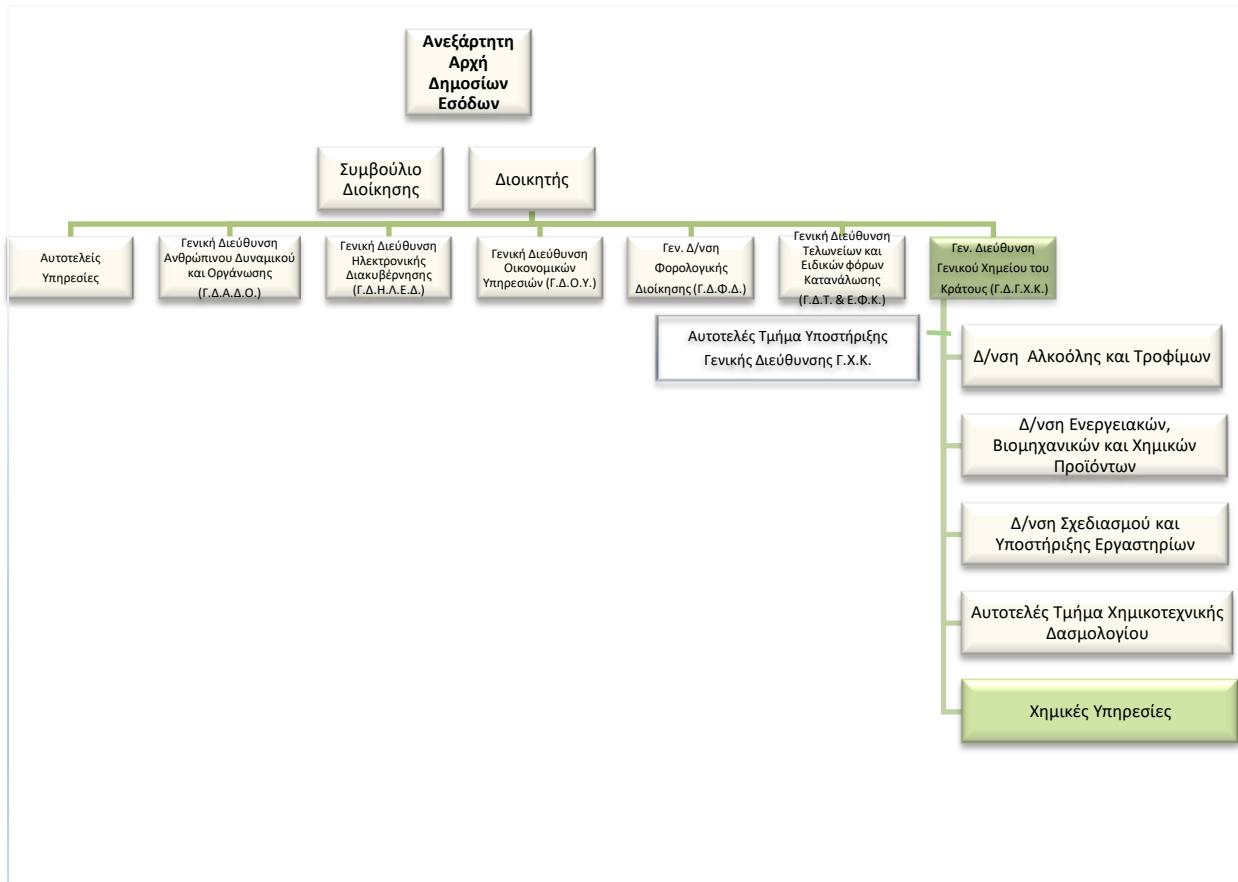 Ανεξάρτητη
Αρχή
Δημοσίων
Εσόδων
Συμβούλιο
Διοίκησης
Διοικητής
Αυτοτελείς
Υπηρεσίες
Γενική Διεύθυνση
Ανθρώπινου Δυναμικού
και Οργάνωσης
(Γ.Δ.Α.Δ.Ο.)
Γενική Διεύθυνση
Ηλεκτρονικής
Διακυβέρνησης
(Γ.Δ.Η.Λ.Ε.Δ.)
Γενική Διεύθυνση
Οικονομικών
Υπηρεσιών (Γ.Δ.Ο.Υ.)
Γεν. Δ/νση
Φορολογικής
Διοίκησης (Γ.Δ.Φ.Δ.)
Γενική Διεύθυνση
Τελωνείων και
Ειδικών φόρων
Κατανάλωσης
(Γ.Δ.Τ. & Ε.Φ.Κ.)
Γεν. Διεύθυνση
Γενικού Χημείου του
Κράτους (Γ.Δ.Γ.Χ.Κ.)
Αυτοτελές Τμήμα Υποστήριξης
Γενικής Διεύθυνσης Γ.Χ.Κ.
Δ/νση Αλκοόλης και Τροφίμων
Δ/νση Ενεργειακών,
Βιομηχανικών και Χημικών
Προϊόντων
Δ/νση Σχεδιασμού και
Υποστήριξης Εργαστηρίων
Αυτοτελές Τμήμα Χημικοτεχνικής
Δασμολογίου
Χημικές Υπηρεσίες